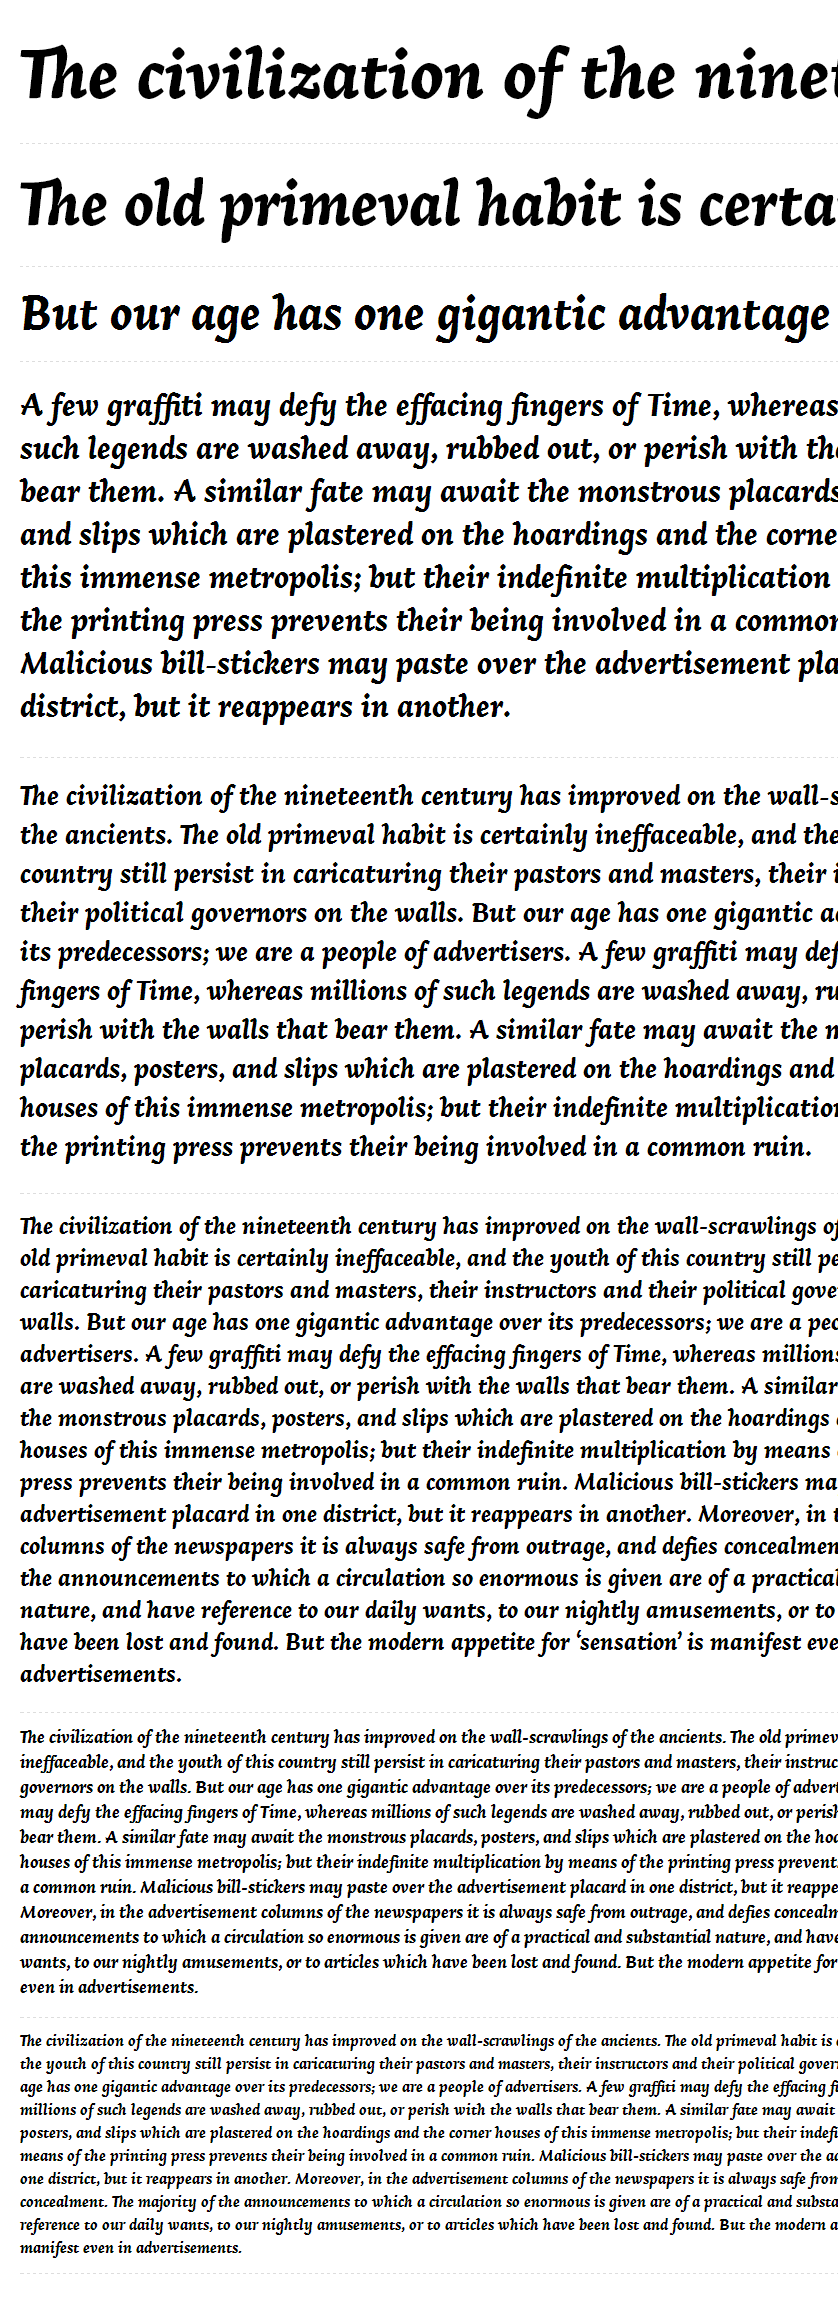 The civilization of the
The old primeval habit is
But our age has one gigantic advantage
A few graffiti may defy the effacing fingers of Time, whereas
such legends are washed away, rubbed out, or perish with the
bear them. A similar fate may await the monstrous placards
and slips which are plastered on the hoardings and the
this immense metropolis; but their indefinite multiplication
the printing press prevents their being involved in a common
Malicious bill-stickers may paste over the advertisement
district, but it reappears in another.
The civilization of the nineteenth century has improved on the
the ancients. The old primeval habit is certainly ineffaceable, and the
country still persist in caricaturing their pastors and masters, their
their political governors on the walls. But our age has one gigantic
its predecessors; we are a people of advertisers. A few graffiti may
fingers of Time, whereas millions of such legends are washed away,
perish with the walls that bear them. A similar fate may await the
placards, posters, and slips which are plastered on the hoardings and
houses of this immense metropolis; but their indefinite multiplication
the printing press prevents their being involved in a common ruin.
The civilization of the nineteenth century has improved on the wall-scrawlings of
old primeval habit is certainly ineffaceable, and the youth of this country still
caricaturing their pastors and masters, their instructors and their political
walls. But our age has one gigantic advantage over its predecessors; we are a
advertisers. A few graffiti may defy the effacing fingers of Time, whereas millions
are washed away, rubbed out, or perish with the walls that bear them. A similar
the monstrous placards, posters, and slips which are plastered on the hoardings
houses of this immense metropolis; but their indefinite multiplication by means
press prevents their being involved in a common ruin. Malicious bill-stickers
advertisement placard in one district, but it reappears in another. Moreover, in
columns of the newspapers it is always safe from outrage, and defies
the announcements to which a circulation so enormous is given are of a practical
nature, and have reference to our daily wants, to our nightly amusements, or to
have been lost and found. But the modern appetite for ‘sensation’ is manifest
advertisements.
The civilization of the nineteenth century has improved on the wall-scrawlings of the ancients. The old
ineffaceable, and the youth of this country still persist in caricaturing their pastors and masters, their
governors on the walls. But our age has one gigantic advantage over its predecessors; we are a people of
may defy the effacing fingers of Time, whereas millions of such legends are washed away, rubbed out, or perish
bear them. A similar fate may await the monstrous placards, posters, and slips which are plastered on the
houses of this immense metropolis; but their indefinite multiplication by means of the printing press
a common ruin. Malicious bill-stickers may paste over the advertisement placard in one district, but it
Moreover, in the advertisement columns of the newspapers it is always safe from outrage, and defies
announcements to which a circulation so enormous is given are of a practical and substantial nature, and have
wants, to our nightly amusements, or to articles which have been lost and found. But the modern appetite for
even in advertisements.
The civilization of the nineteenth century has improved on the wall-scrawlings of the ancients. The old primeval habit is
the youth of this country still persist in caricaturing their pastors and masters, their instructors and their political
age has one gigantic advantage over its predecessors; we are a people of advertisers. A few graffiti may defy the effacing
millions of such legends are washed away, rubbed out, or perish with the walls that bear them. A similar fate may await
posters, and slips which are plastered on the hoardings and the corner houses of this immense metropolis; but their
means of the printing press prevents their being involved in a common ruin. Malicious bill-stickers may paste over the
one district, but it reappears in another. Moreover, in the advertisement columns of the newspapers it is always safe from
concealment. The majority of the announcements to which a circulation so enormous is given are of a practical and
reference to our daily wants, to our nightly amusements, or to articles which have been lost and found. But the modern
manifest even in advertisements.